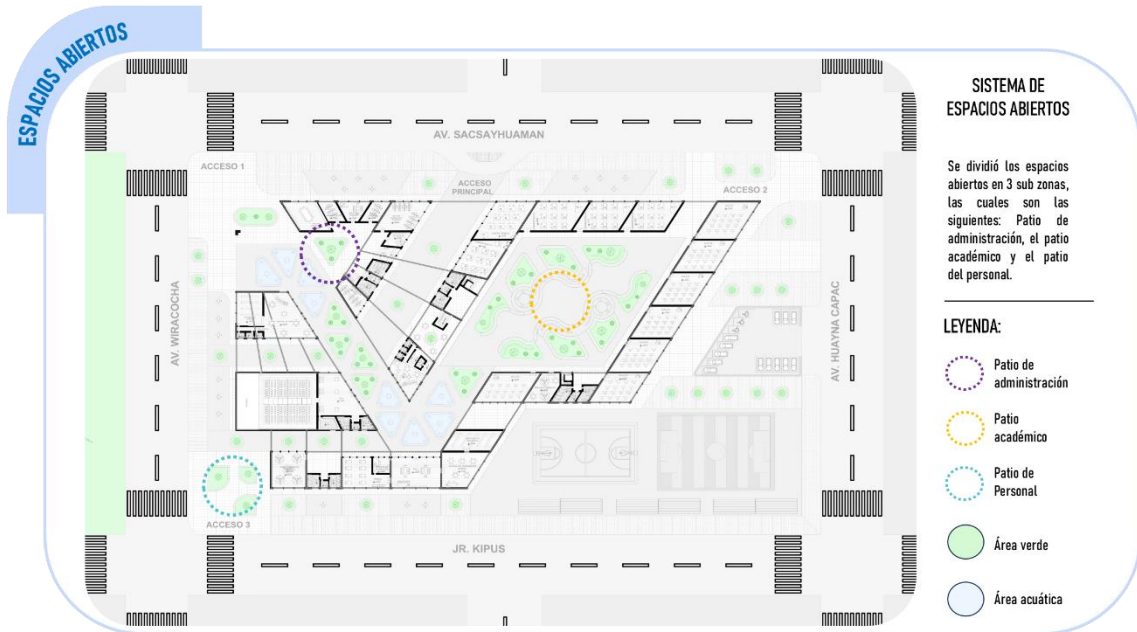 ESPACIOS ABIERTOS
SISTEMA DE
ESPACIOS ABIERTOS
Se dividió los espacios
abiertos en 3 sub zonas,
las cuales son las
siguientes: Patio de
administración, el patio
académico y el patio
del personal.
LEYENDA:
Patio de
administración
Patio
académico
Patio de
Personal
Área verde
Área acuática
AV. SACSAYHUAMAN
ACCESO 1
ACCESO
PRINCIPAL
ACCESO 2
AV. WIRACOCHA
AV. HUAYNA CAPAC
ACCESO 3
JR. KIPUS